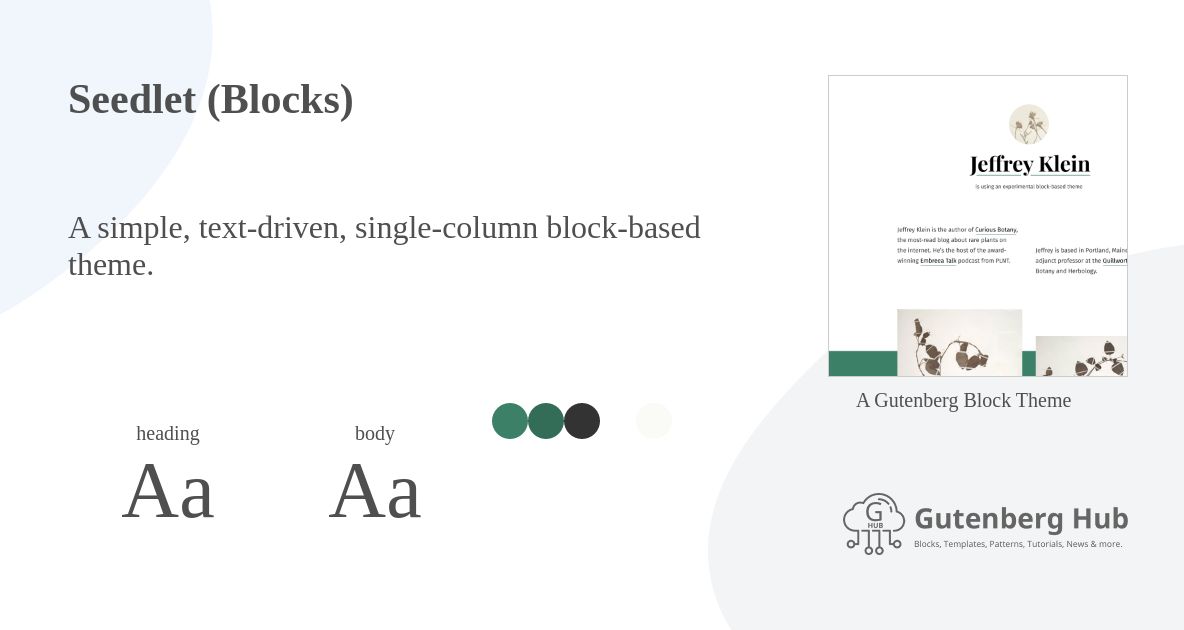 Seedlet (Blocks)
A simple, text-driven, single-column block-based
theme.
heading
Aa
body
Aa
Jeffrey Klein
is using an experimental block-based theme
Jeffrey Klein is the author of Curious Botany,
the most-read blog about rare plants on
the internet. He's the host of the award-
winning Embreea Talk podcast from PLNT.
Jeffrey is based in Portland, Maine
adjunct professor at the Guillwort
Botany and Herbology.
A Gutenberg Block Theme
G
HUB
Gutenberg Hub
Blocks, Templates, Patterns, Tutorials, News & more.